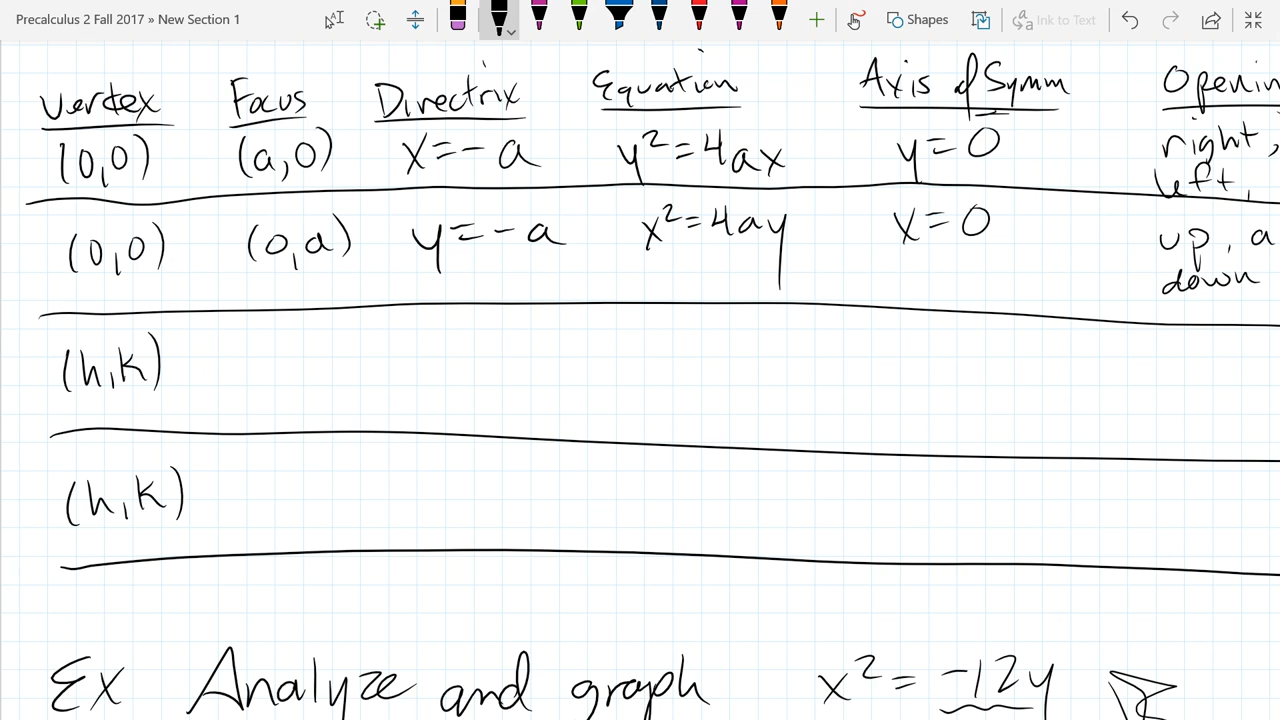 Precalculus 2 Fall 2017 » New Section 1 Shapes Ink to Text
Vertex Focus Directrix Equation Axis of Symm Openin
(0,0) (a,0) x=-a y²=4ax y=0 right,
left,
(0,0) (0,a) y=-a x²=4ay x=0 up, a
down
(h,k)
(h,k)
Ex Analyze and graph x²=-12y